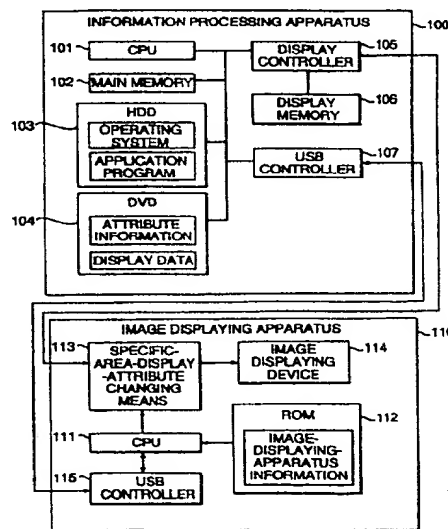 INFORMATION PROCESSING APPARATUS
100
101
CPU
DISPLAY
CONTROLLER
105
102
MAIN MEMORY
DISPLAY
MEMORY
106
103
HDD
OPERATING
SYSTEM
APPLICATION
PROGRAM
USB
CONTROLLER
107
104
DVD
ATTRIBUTE
INFORMATION
DISPLAY DATA
IMAGE DISPLAYING APPARATUS
110
113
SPECIFIC-
AREA-DISPLAY
-ATTRIBUTE
CHANGING
MEANS
IMAGE
DISPLAYING
DEVICE
114
111
CPU
ROM
112
IMAGE-
DISPLAYING-
APPARATUS
INFORMATION
115
USB
CONTROLLER